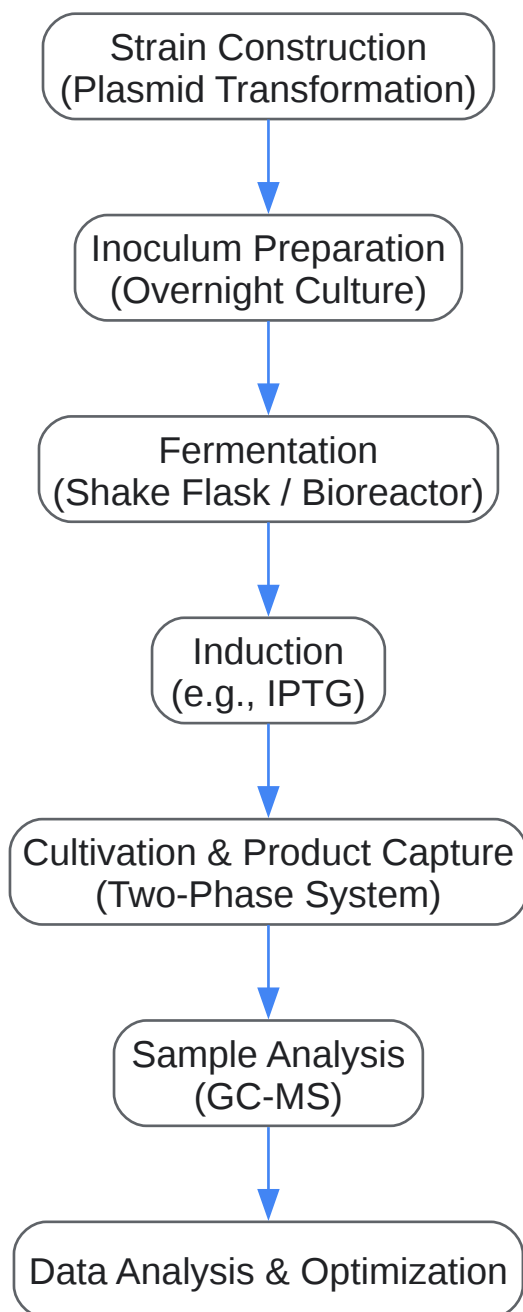 Strain Construction
(Plasmid Transformation)
Inoculum Preparation
(Overnight Culture)
Fermentation
(Shake Flask / Bioreactor)
Induction
(e.g., IPTG)
Cultivation & Product Capture
(Two-Phase System)
Sample Analysis
(GC-MS)
Data Analysis & Optimization